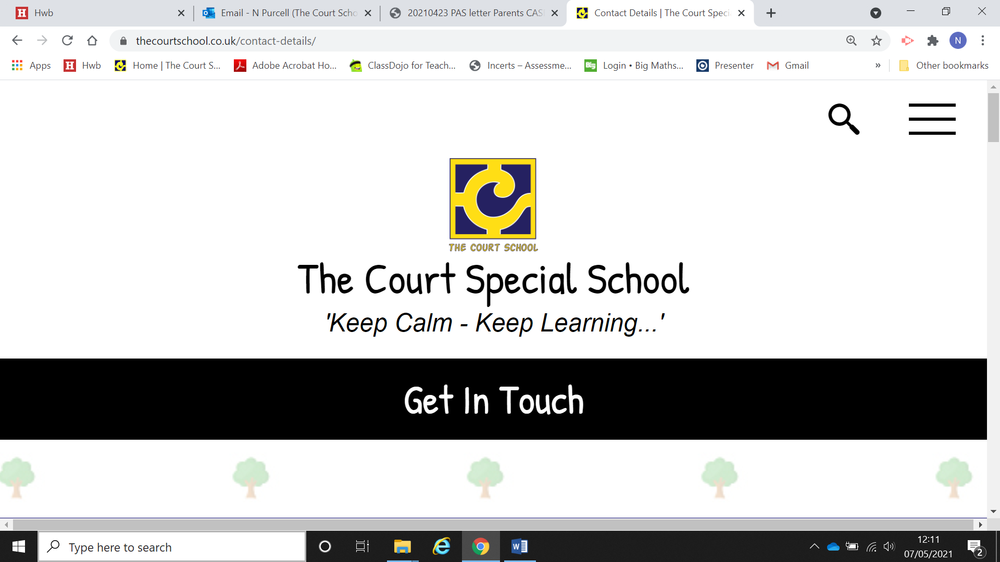 Hwb
Email - N Purcell (The Court Scho
20210423 PAS letter Parents CAS
Contact Details | The Court Speci
thecourtschool.co.uk/contact-details/
N
Apps
Hwb
Home | The Court S...
Adobe Acrobat Ho...
ClassDojo for Teach...
Incerts – Assessme...
Login • Big Maths...
Presenter
Gmail
»
Other bookmarks
THE COURT SCHOOL
The Court Special School
'Keep Calm - Keep Learning...'
Get In Touch
Type here to search
12:11
07/05/2021
2